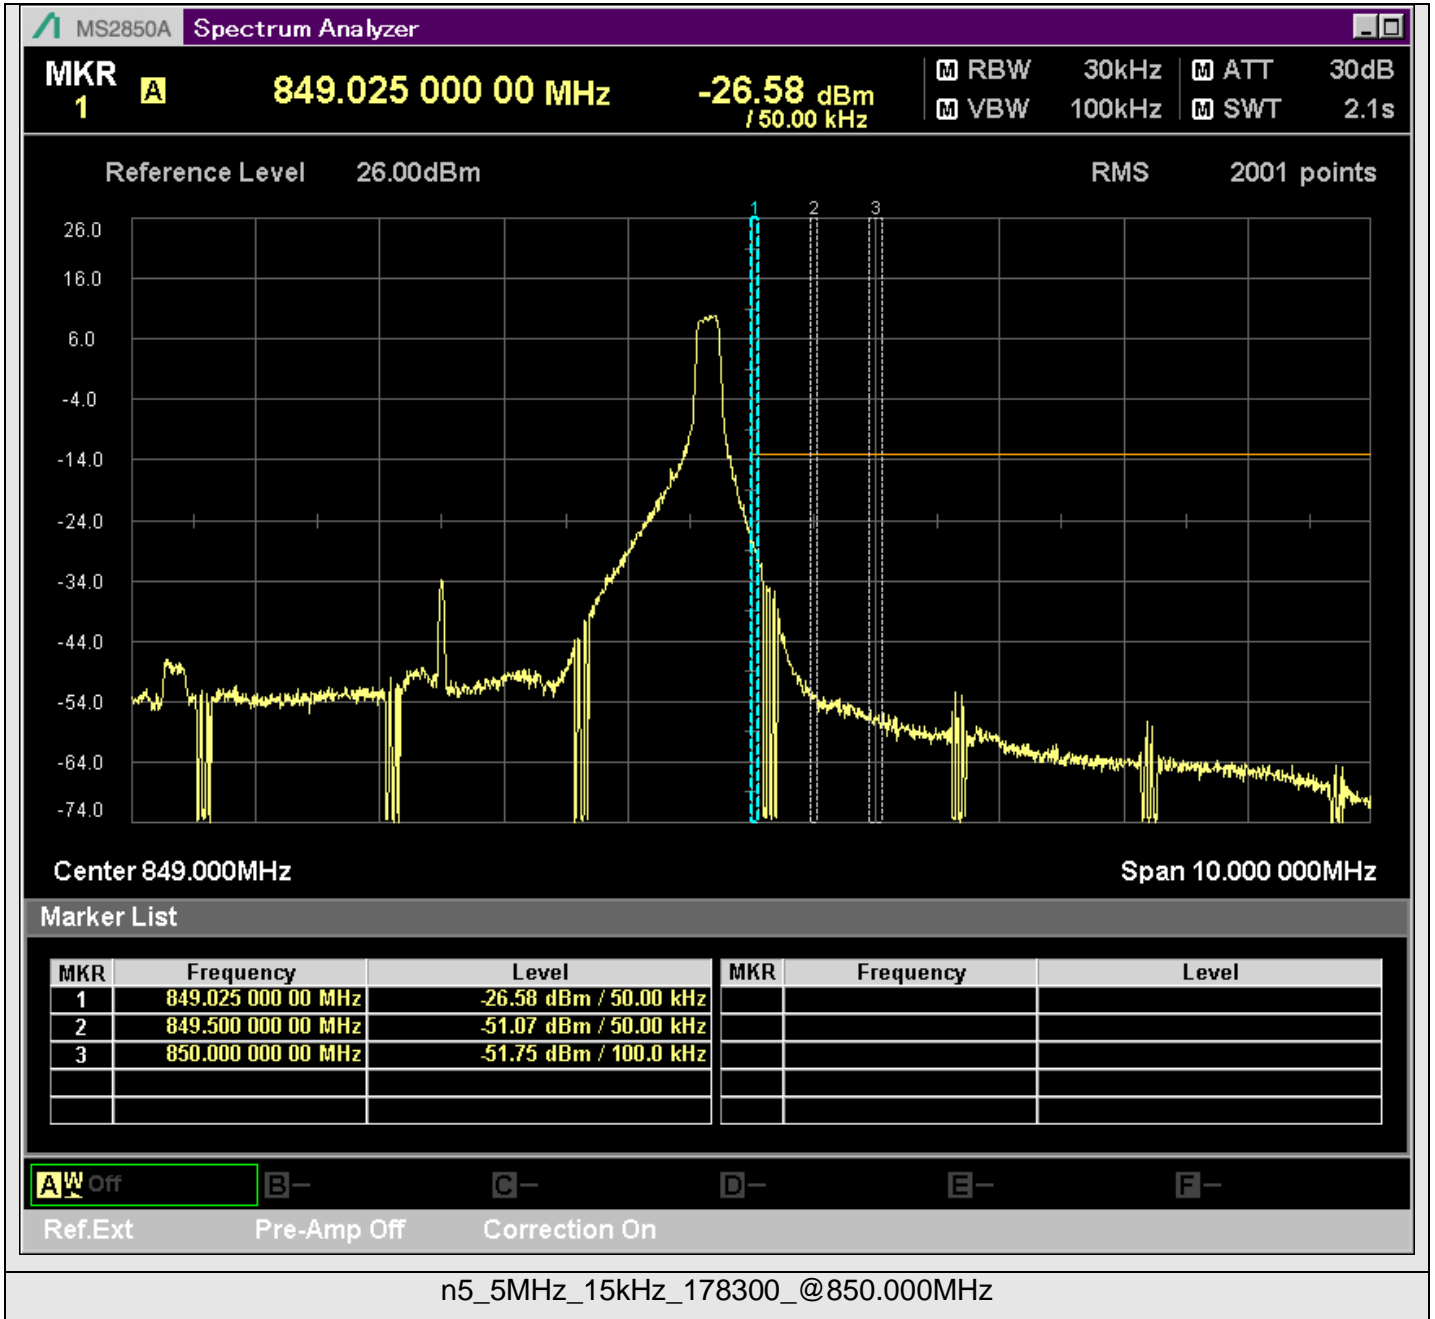 MS2850A Spectrum Analyzer
MKR 1 A 849.025 000 00 MHz -26.58 dBm / 50.00 kHz
M RBW 30kHz M ATT 30dB
M VBW 100kHz M SWT 2.1s
Reference Level 26.00dBm RMS 2001 points
1 2 3
26.0
16.0
6.0
-4.0
-14.0
-24.0
-34.0
-44.0
-54.0
-64.0
-74.0
Center 849.000MHz Span 10.000 000MHz
Marker List
MKR Frequency Level MKR Frequency Level
1 849.025 000 00 MHz -26.58 dBm / 50.00 kHz
2 849.500 000 00 MHz -51.07 dBm / 50.00 kHz
3 850.000 000 00 MHz -51.75 dBm / 100.0 kHz
A W Off B - C - D - E - F -
Ref.Ext Pre-Amp Off Correction On
n5_5MHz_15kHz_178300_@850.000MHz